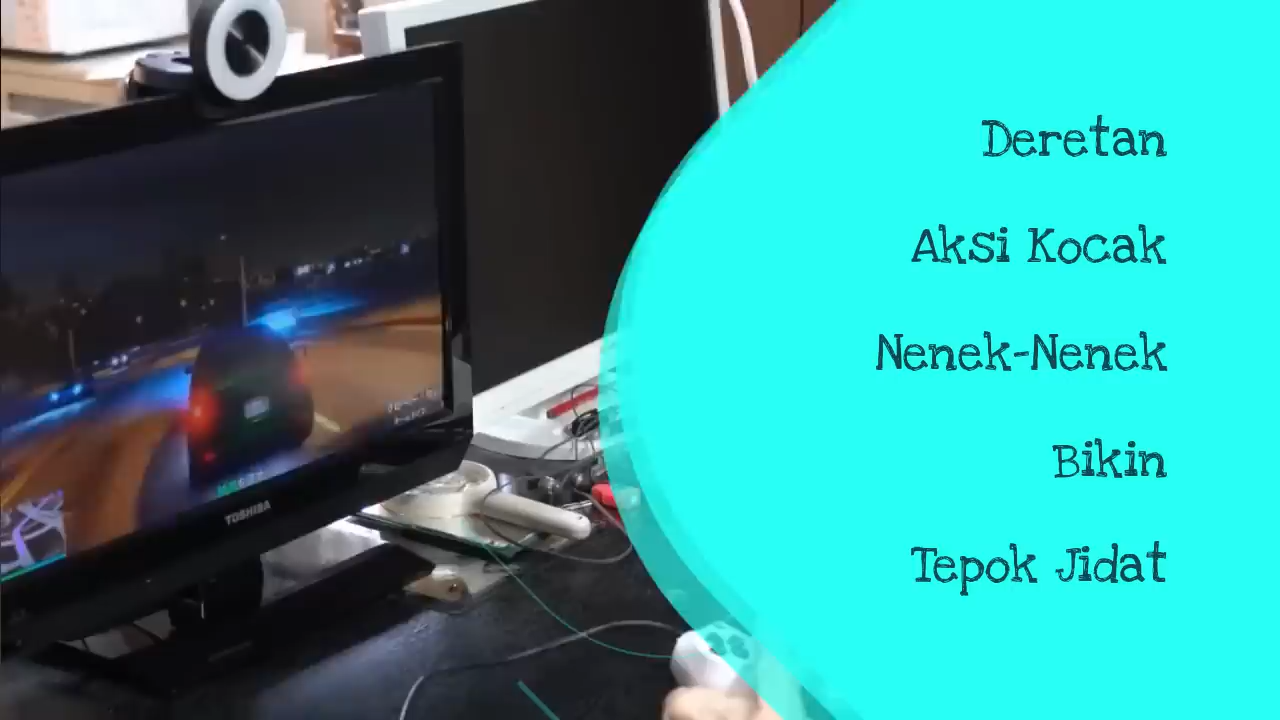 Deretan
Aksi Kocak
Nenek-Nenek
Bikin
Tepok Jidat
TOSHIBA